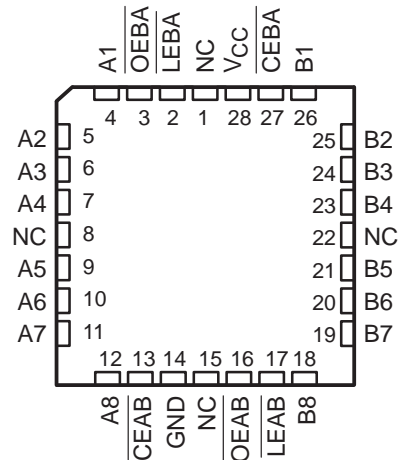 A1 OEBA LEBA NC VCC CEBA B1
4 3 2 1 28 27 26
A2 5 25 B2
A3 6 24 B3
A4 7 23 B4
NC 8 22 NC
A5 9 21 B5
A6 10 20 B6
A7 11 19 B7
12 13 14 15 16 17 18
A8 CEAB GND NC OEAB LEAB B8